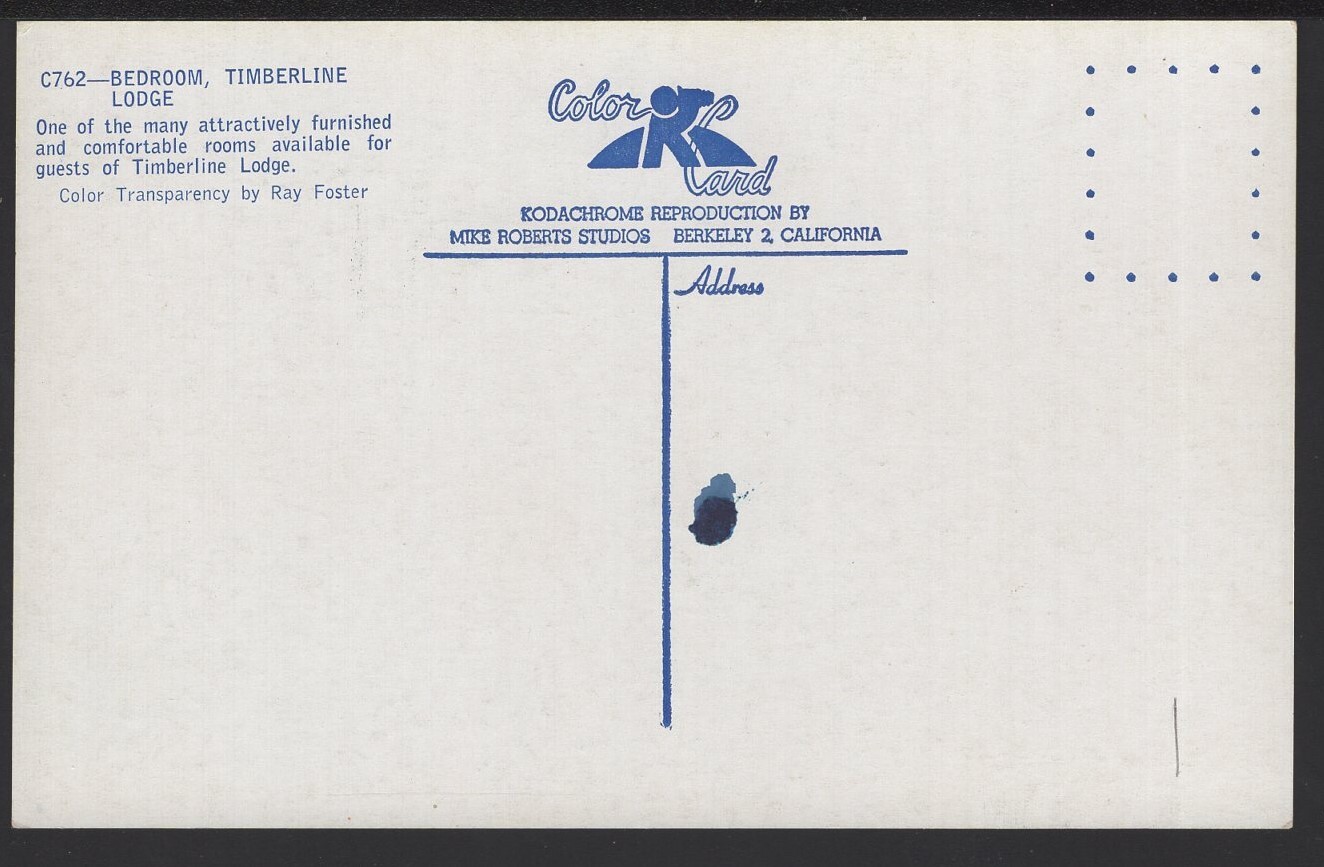 C762—BEDROOM, TIMBERLINE
LODGE
One of the many attractively furnished
and comfortable rooms available for
guests of Timberline Lodge.
Color Transparency by Ray Foster
Color
Card
KODACHROME REPRODUCTION BY
MIKE ROBERTS STUDIOS BERKELEY 2, CALIFORNIA
Address